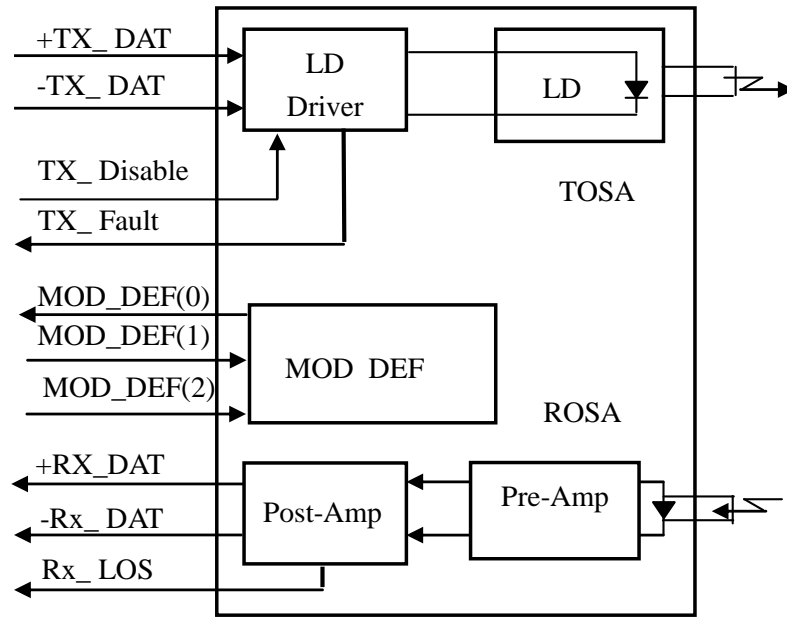 +TX_ DAT
-TX_ DAT
LD
Driver
LD
TX_ Disable
TOSA
TX_ Fault
MOD_DEF(0)
MOD_DEF(1)
MOD DEF
MOD_DEF(2)
ROSA
+RX_DAT
Post-Amp
Pre-Amp
-Rx_ DAT
Rx_ LOS